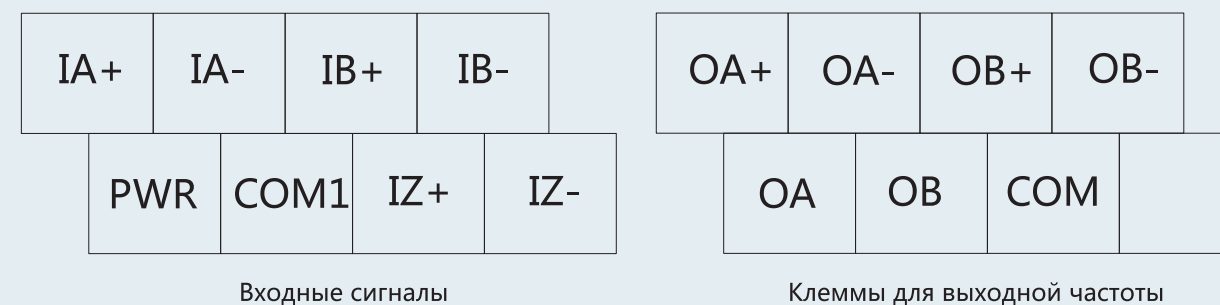 IA+ IA- IB+ IB- OA+ OA- OB+ OB-
PWR COM1 IZ+ IZ- OA OB COM
Входные сигналы Клеммы для выходной частоты